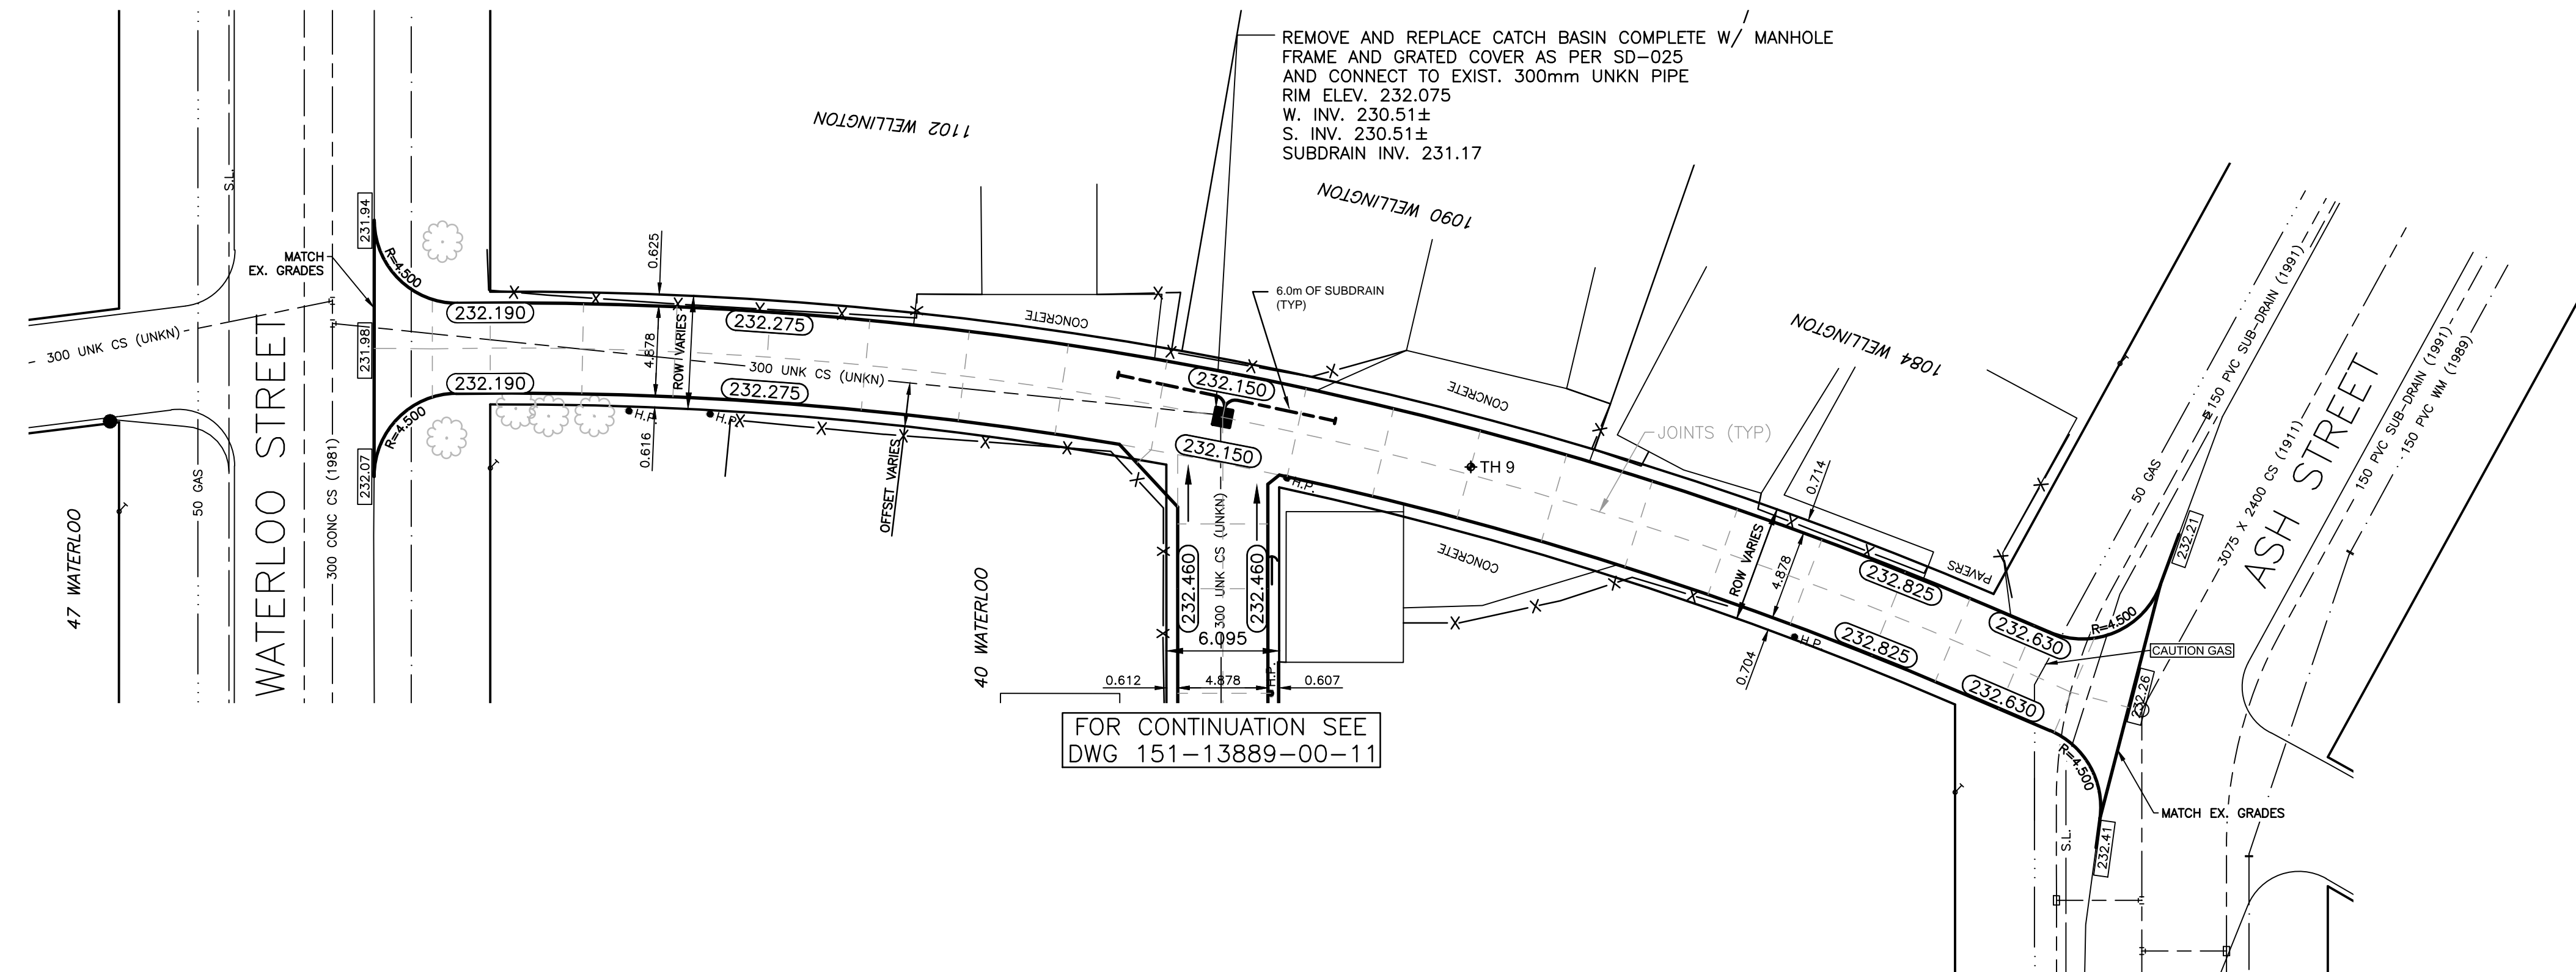 REMOVE AND REPLACE CATCH BASIN COMPLETE W/ MANHOLE
FRAME AND GRATED COVER AS PER SD-025
AND CONNECT TO EXIST. 300mm UNKN PIPE
RIM ELEV. 232.075
W. INV. 230.51±
S. INV. 230.51±
SUBDRAIN INV. 231.17
1102 WELLINGTON
1090 WELLINGTON
1084 WELLINGTON
S.L.
231.94
R=4.500
MATCH
EX. GRADES
0.625
232.190
232.275
CONCRETE
6.0m OF SUBDRAIN
(TYP)
300 UNK CS (UNKN)
231.98
4.878
ROW VARIES
300 UNK CS (UNKN)
232.150
232.190
232.275
H.P.
H.P.
R=4.500
0.616
232.07
WATERLOO STREET
50 GAS
300 CONC CS (1981)
47 WATERLOO
OFFSET VARIES
232.150
H.P.
TH 9
JOINTS (TYP)
CONCRETE
CONCRETE
40 WATERLOO
232.460
300 UNK CS (UNKN)
232.460
6.095
0.612
4.878
0.607
H.P.
FOR CONTINUATION SEE
DWG 151-13889-00-11
0.714
ROW VARIES
4.878
0.704
232.825
PAVERS
232.825
H.P.
232.630
232.630
R=4.500
CAUTION GAS
232.21
232.26
R=4.500
MATCH EX. GRADES
232.41
S.L.
50 GAS
150 PVC SUB-DRAIN (1991)
3075 X 2400 CS (1911)
ASH STREET
150 PVC SUB-DRAIN (1991)
150 PVC WM (1989)